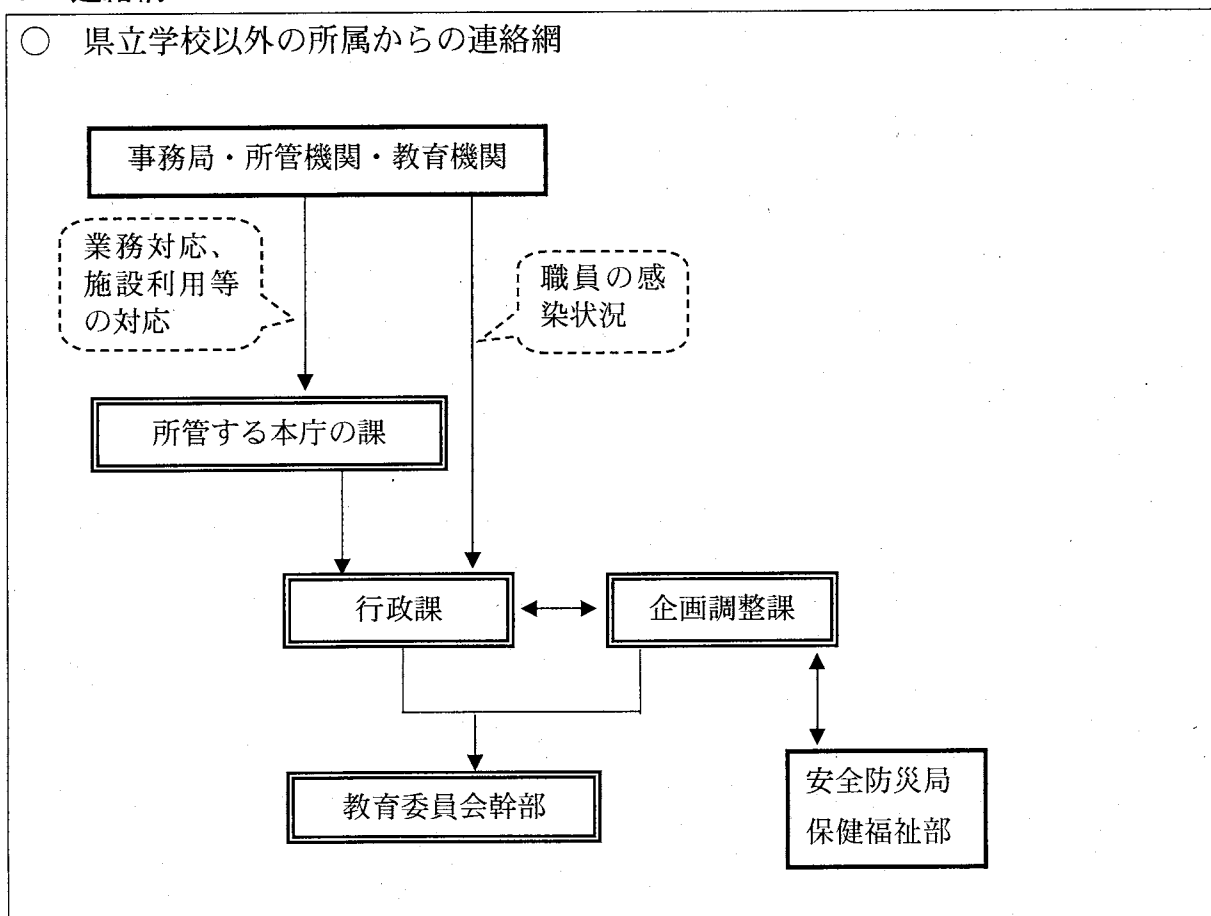 ○　県立学校以外の所属からの連絡網
事務局・所管機関・教育機関
業務対応、
施設利用等
の対応
職員の感
染状況
所管する本庁の課
行政課
企画調整課
教育委員会幹部
安全防災局
保健福祉部